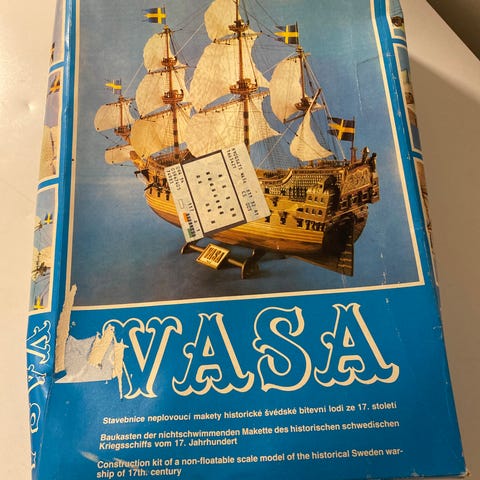 VASA
VASA
Stavebnice neplovoucí makety historické švédské bitevní lodi ze 17. století
Baukasten der nichtschwimmenden Makette des historischen schwedischen
Kriegsschiffs vom 17. Jahrhundert
Construction kit of a non-floatable scale model of the historical Sweden war-
ship of 17th. century
VASA